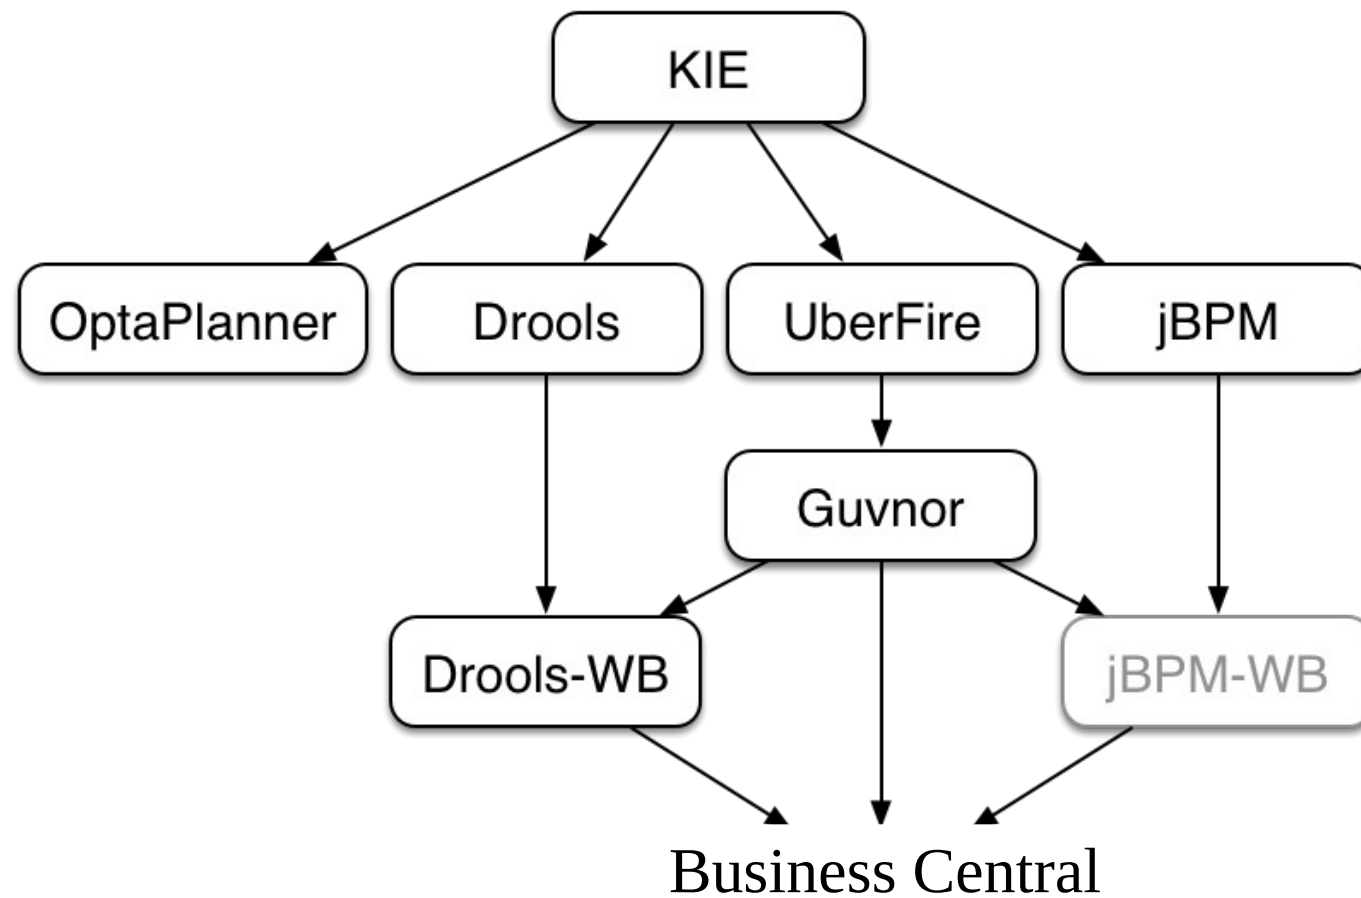 KIE
OptaPlanner
Drools
UberFire
jBPM
Guvnor
Drools-WB
jBPM-WB
Business Central